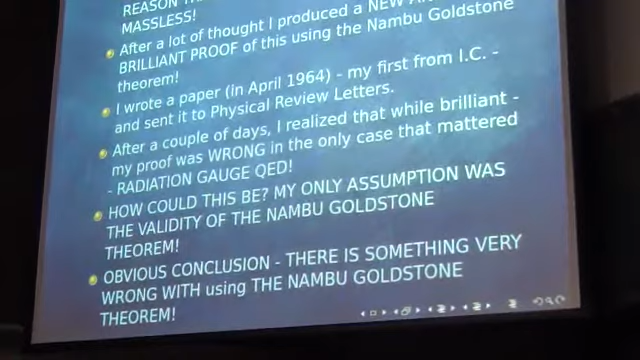 REASON
MASSLESS!
After a lot of thought I produced a NEW
BRILLIANT PROOF of this using the Nambu Goldstone
theorem!
I wrote a paper (in April 1964) - my first from I.C. -
and sent it to Physical Review Letters.
After a couple of days, I realized that while brilliant -
my proof was WRONG in the only case that mattered
- RADIATION GAUGE QED!
HOW COULD THIS BE? MY ONLY ASSUMPTION WAS
THE VALIDITY OF THE NAMBU GOLDSTONE
THEOREM!
OBVIOUS CONCLUSION - THERE IS SOMETHING VERY
WRONG WITH using THE NAMBU GOLDSTONE
THEOREM!